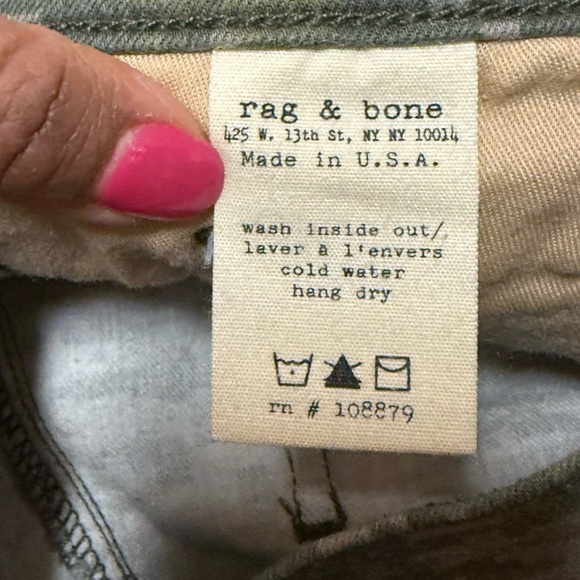 rag & bone
425 W. 13th St, NY NY 10014
Made in U.S.A.
wash inside out/
laver à l'envers
cold water
hang dry
rn # 108879